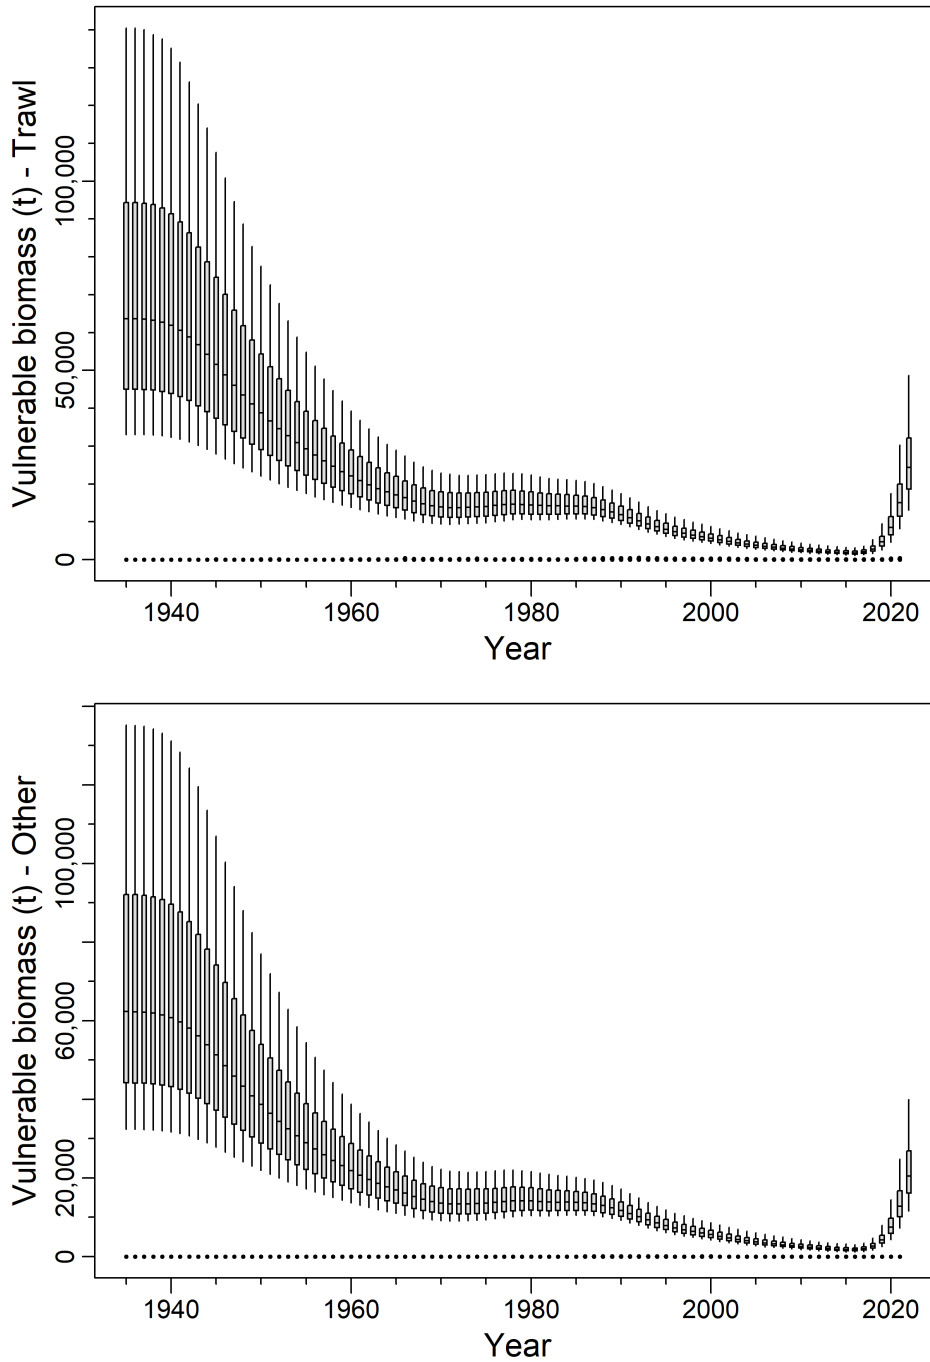 Vulnerable biomass (t) - Trawl
100,000
50,000
0
1940 1960 1980 2000 2020
Year
Vulnerable biomass (t) - Other
100,000
60,000
20,000
0
1940 1960 1980 2000 2020
Year